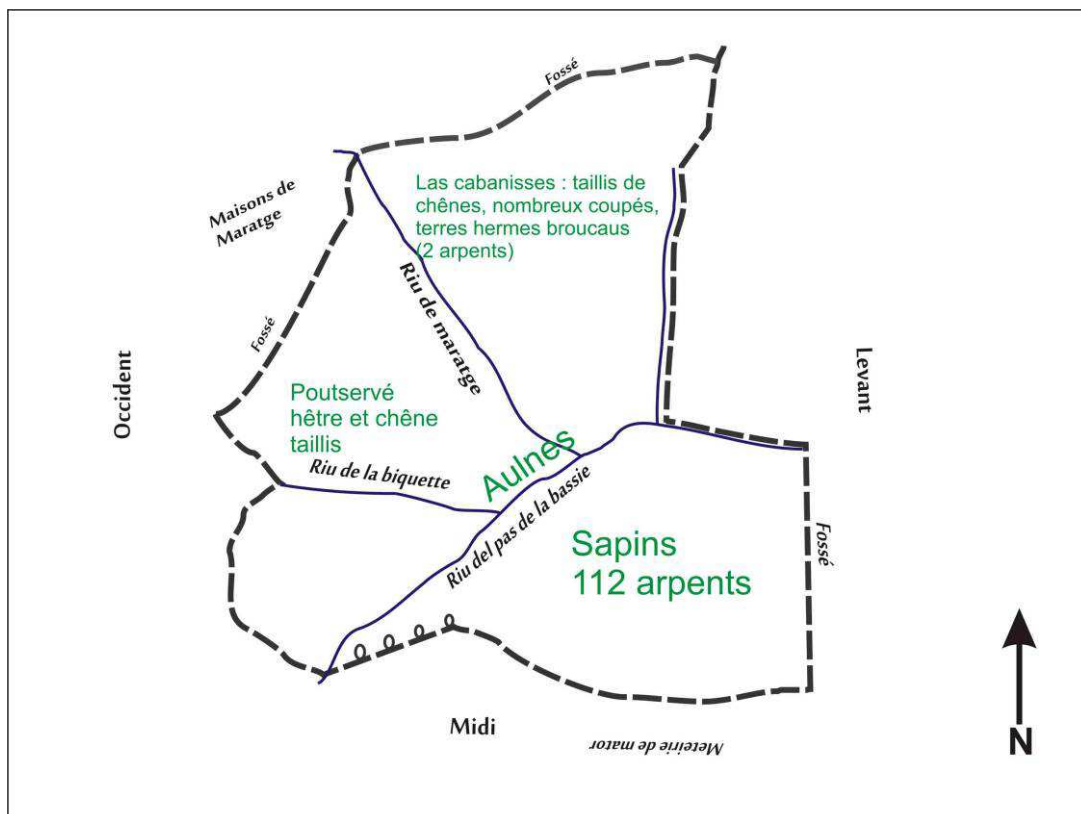 Fossé
Maisons de
Maratge
Las cabanisses : taillis de
chênes, nombreux coupés,
terres hermes broucaus
(2 arpents)
Riu de maratge
Fossé
Occident
Levant
Poutservé
hêtre et chêne
taillis
Riu de la biquette
Aulnes
Riu del pas de la bassie
Sapins
112 arpents
Fossé
Midi
Meteirie de mator
N